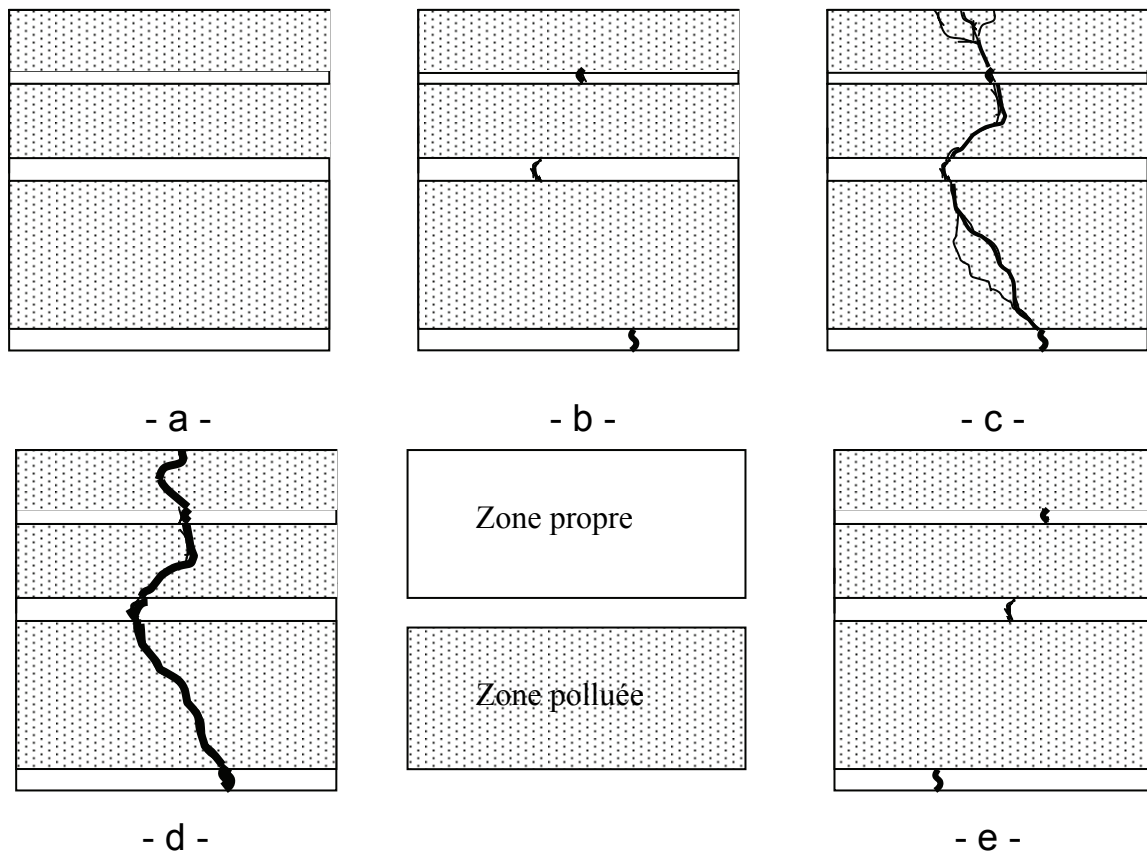 - a -
- b -
- c -
Zone propre
Zone polluée
- d -
- e -